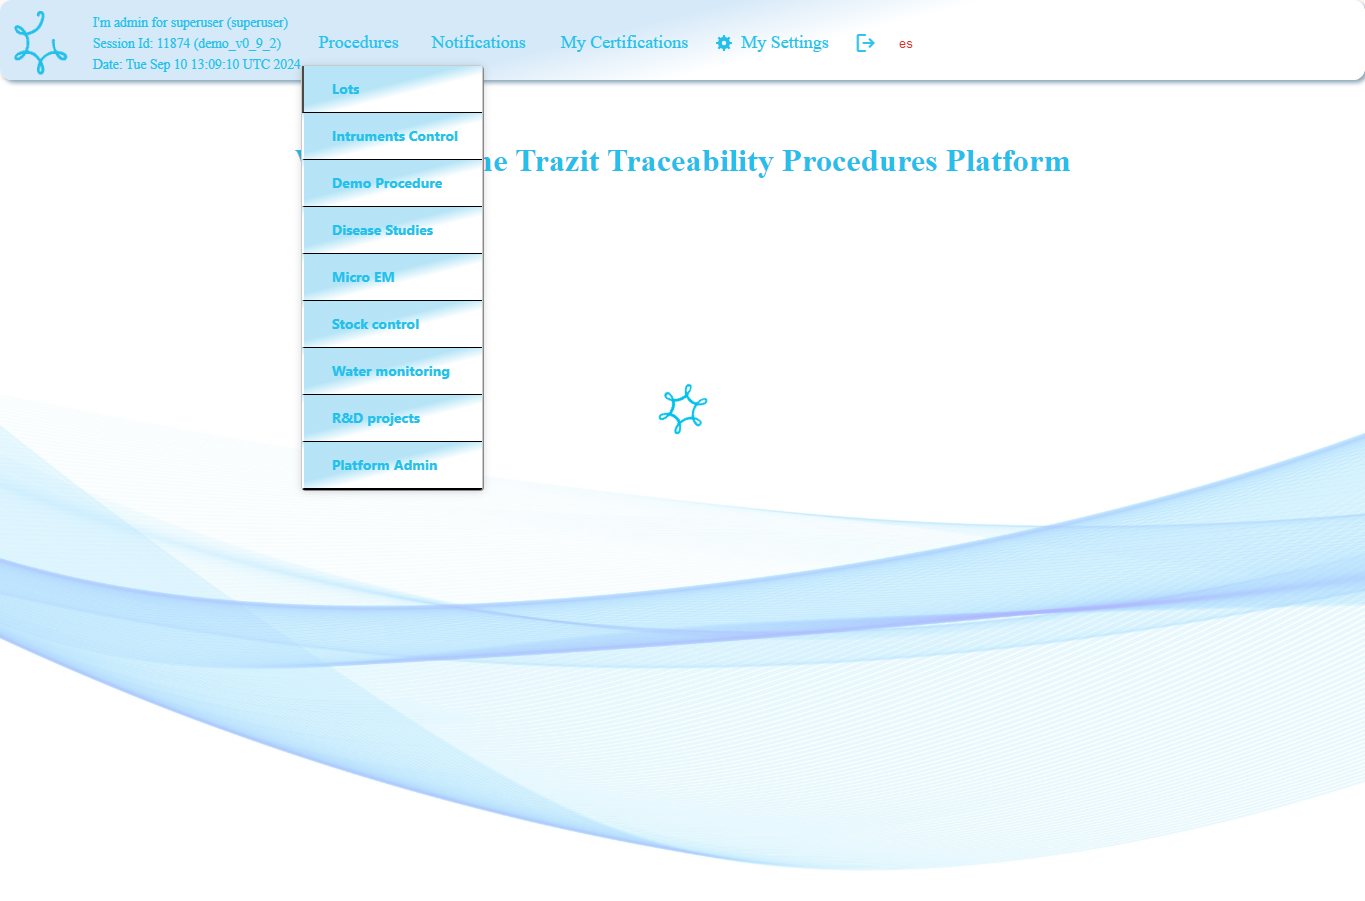 I'm admin for superuser (superuser)
Session Id: 11874 (demo_v0_9_2)
Date: Tue Sep 10 13:09:10 UTC 2024
Procedures
Notifications
My Certifications
My Settings
es
Lots
Intruments Control
Demo Procedure
Disease Studies
Micro EM
Stock control
Water monitoring
R&D projects
Platform Admin
Trazit Traceability Procedures Platform